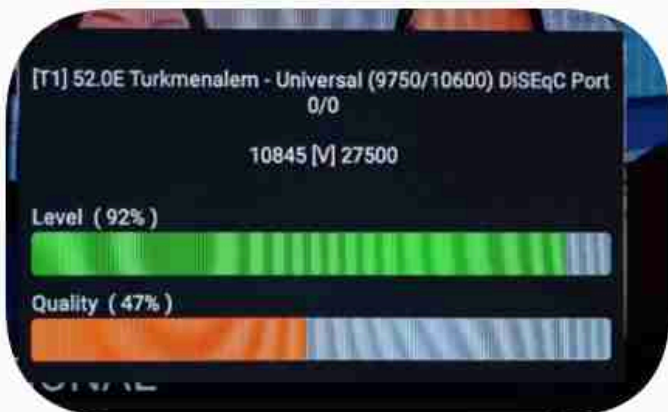 [T1] 52.0E Turkmenalem - Universal (9750/10600) DiSEqC Port
0/0
10845 [V] 27500
Level ( 92% )
Quality ( 47% )